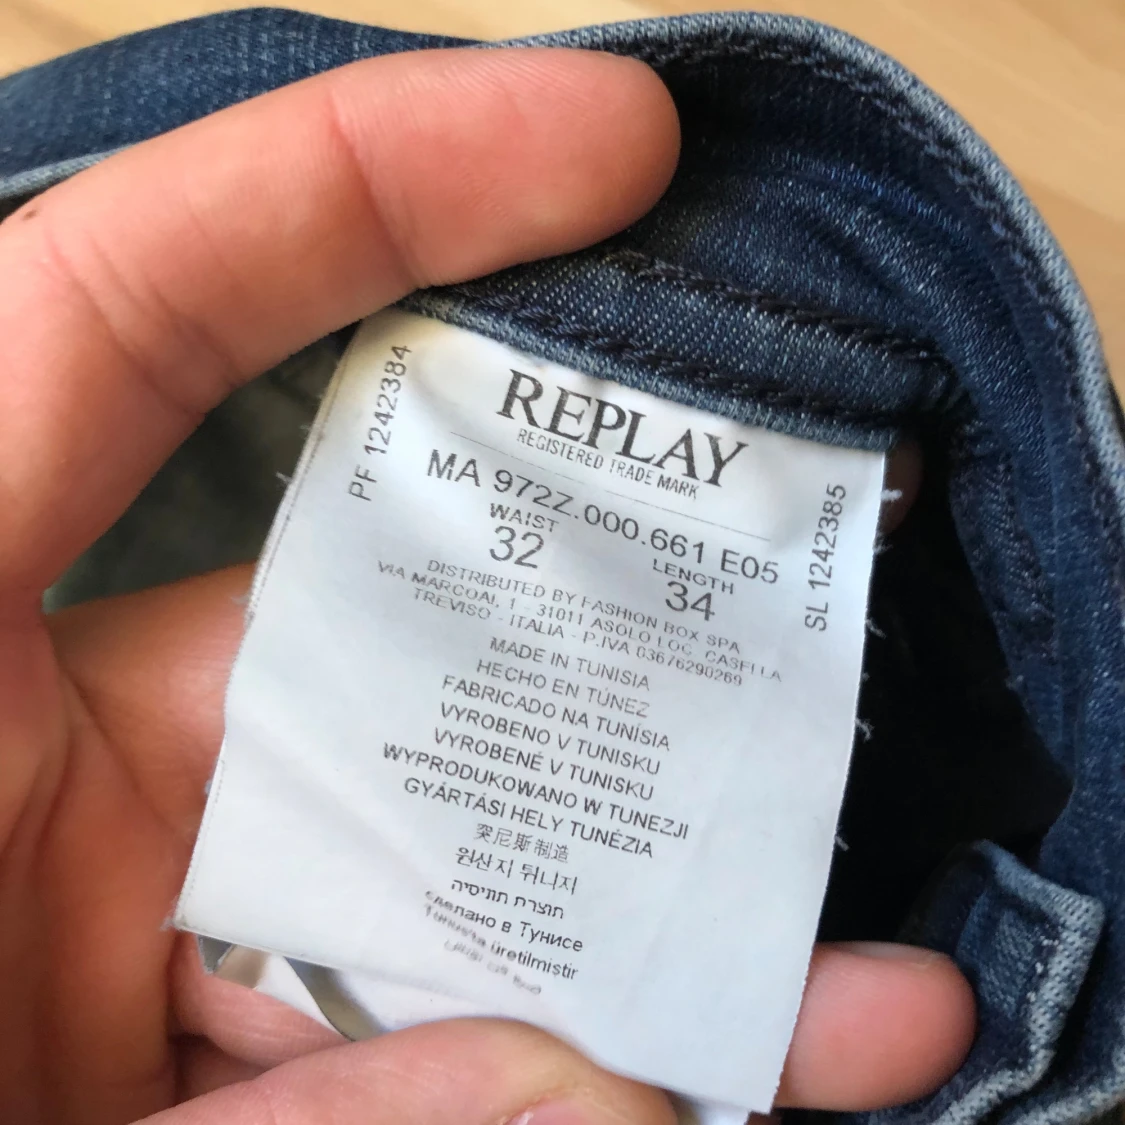 REPLAY
REGISTERED TRADE MARK
MA 972Z.000.661 E05
WAIST LENGTH
32 34
DISTRIBUTED BY FASHION BOX SPA
VIA MARCOAI, 1 - 31011 ASOLO LOC. CASELLA
TREVISO - ITALIA - P.IVA 03676290269
MADE IN TUNISIA
HECHO EN TÚNEZ
FABRICADO NA TUNÍSIA
VYROBENO V TUNISKU
VYROBENÉ V TUNISKU
WYPRODUKOWANO W TUNEZJI
GYÁRTÁSI HELY TUNÉZIA
突尼斯制造
원산지 튀니지
תוצרת תוניסיה
сделано в Тунисе
Tunus'ta üretilmiştir
PF 1242384
SL 1242385